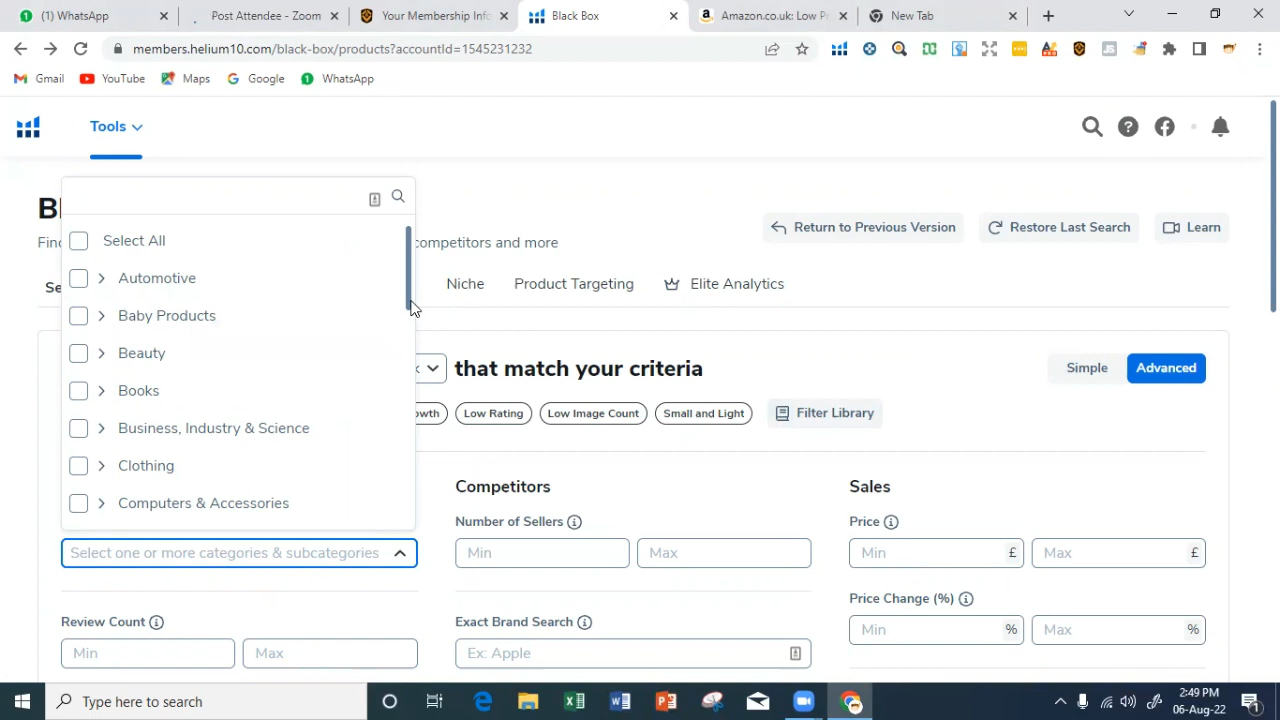 (1) WhatsApp
Post Attendee - Zoom
Your Membership Info
Black Box
Amazon.co.uk: Low P
New Tab
members.helium10.com/black-box/products?accountId=1545231232
Gmail
YouTube
Maps
Google
WhatsApp
Tools
Bl
Find
competitors and more
Return to Previous Version
Restore Last Search
Learn
Se
Niche
Product Targeting
Elite Analytics
Select All
Automotive
Baby Products
Beauty
Books
Business, Industry & Science
Clothing
Computers & Accessories
that match your criteria
Simple
Advanced
owth
Low Rating
Low Image Count
Small and Light
Filter Library
Competitors
Sales
Number of Sellers
Price
Select one or more categories & subcategories
Min
Max
Min £
Max £
Price Change (%)
Review Count
Exact Brand Search
Min %
Max %
Min
Max
Ex: Apple
Type here to search
2:49 PM
06-Aug-22